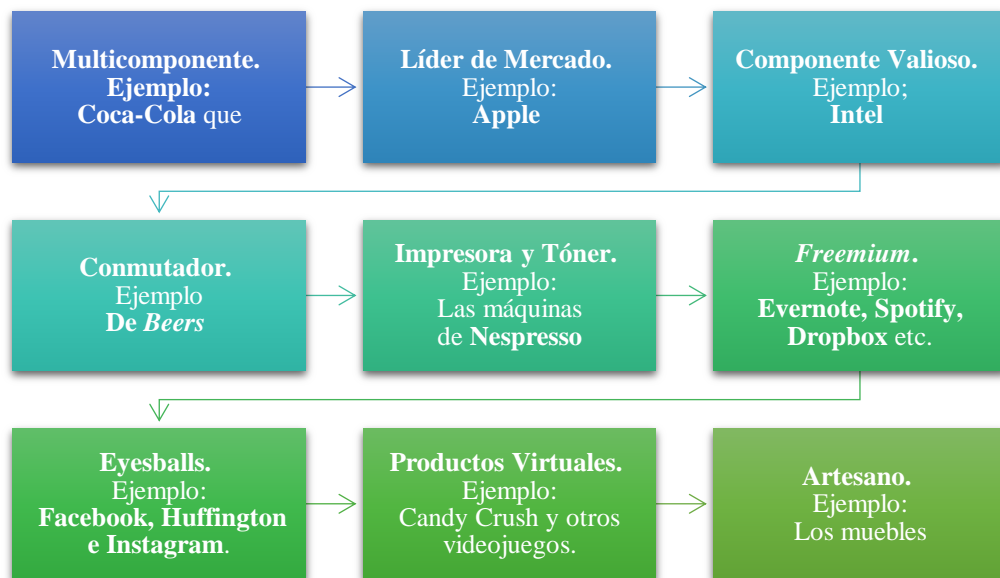 Multicomponente.
Ejemplo:
Coca-Cola que
Líder de Mercado.
Ejemplo:
Apple
Componente Valioso.
Ejemplo;
Intel
Conmutador.
Ejemplo
De Beers
Impresora y Tóner.
Ejemplo:
Las máquinas
de Nespresso
Freemium.
Ejemplo:
Evernote, Spotify,
Dropbox etc.
Eyesballs.
Ejemplo:
Facebook, Huffington
e Instagram.
Productos Virtuales.
Ejemplo:
Candy Crush y otros
videojuegos.
Artesano.
Ejemplo:
Los muebles